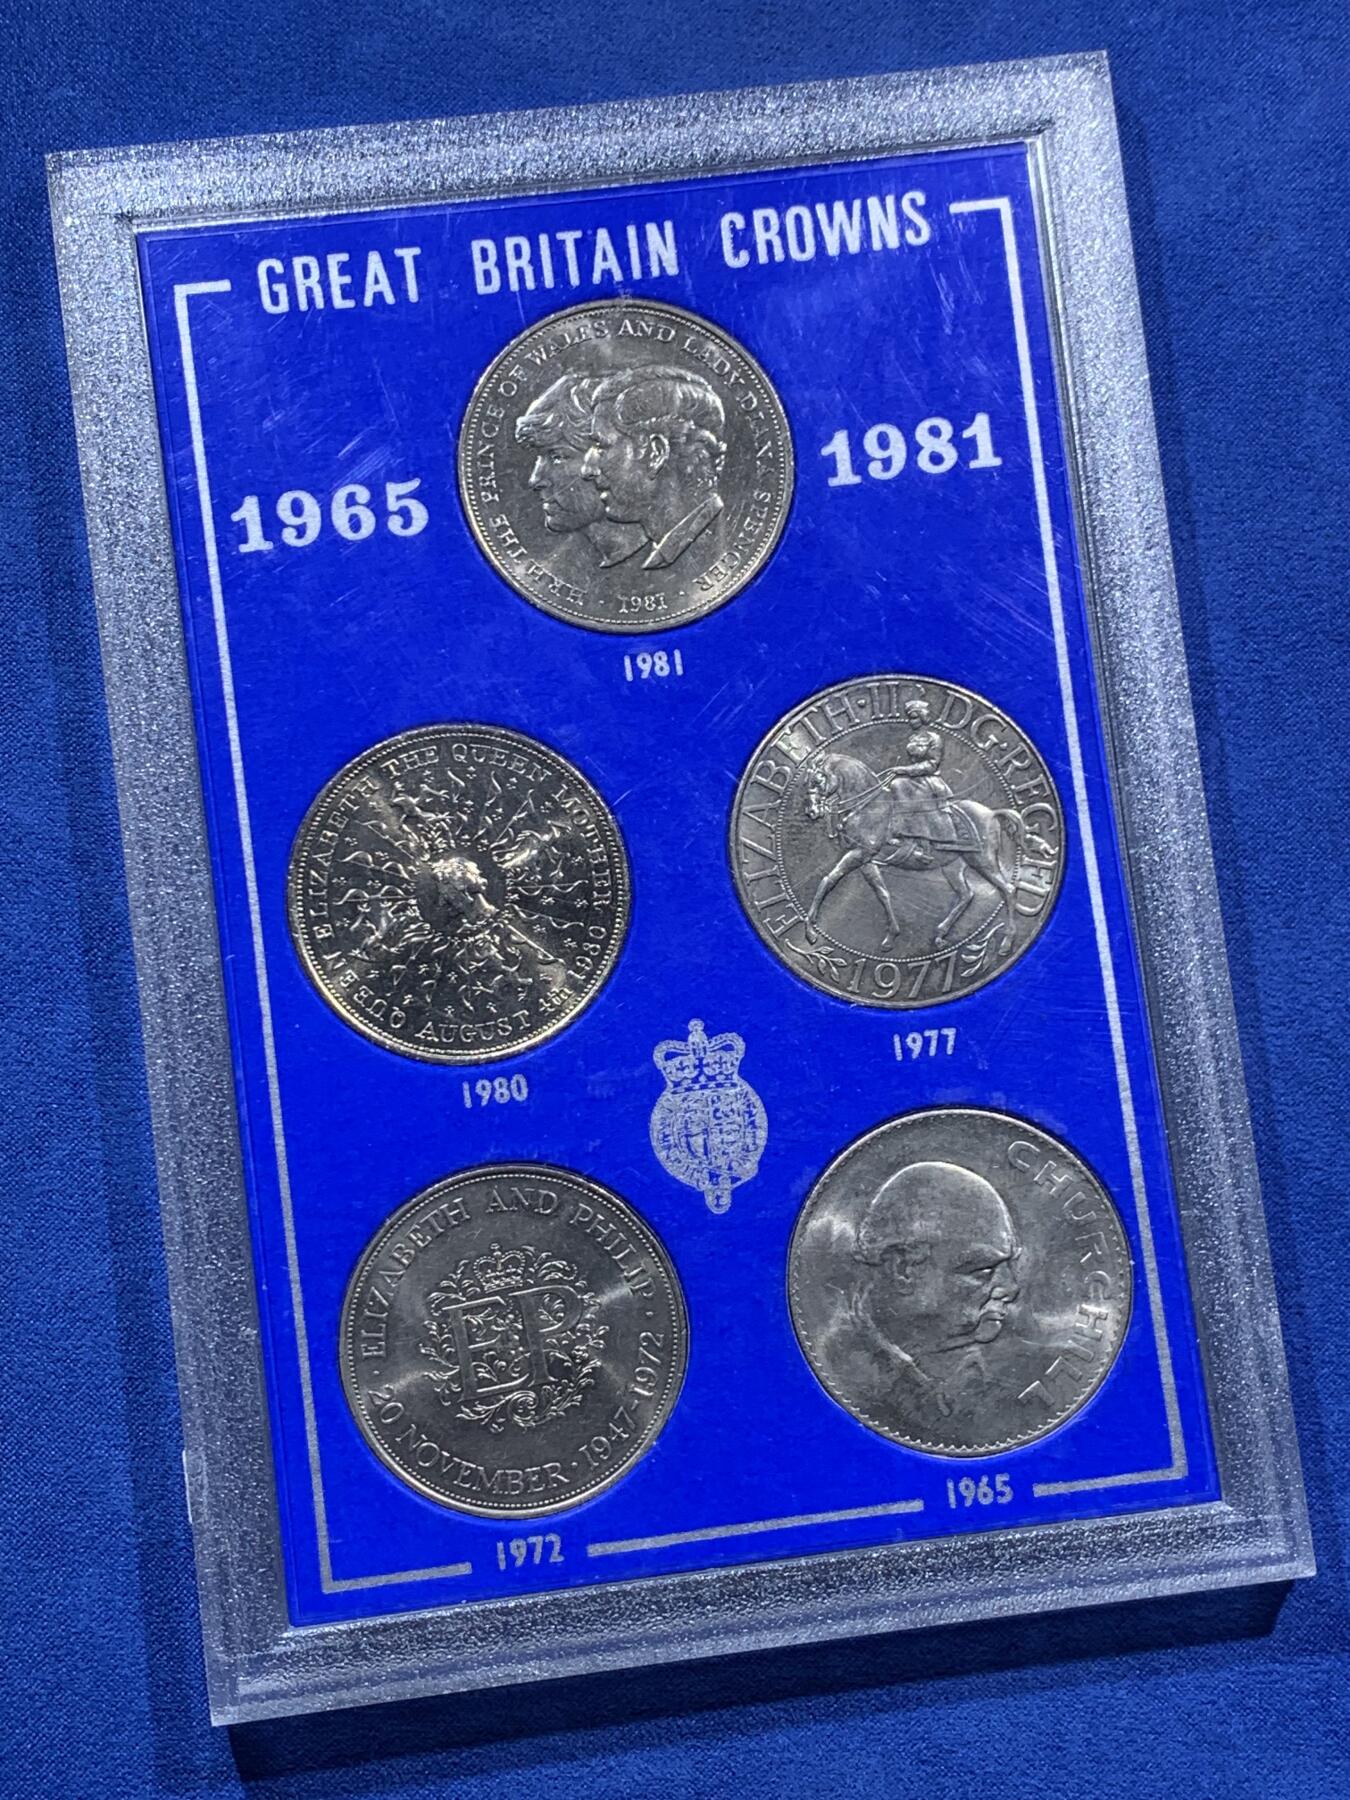 GREAT BRITAIN CROWNS
1965
1981
HRH THE PRINCE OF WALES AND LADY DIANA SPENCER
· 1981 ·
1981
QUEEN ELIZABETH THE QUEEN MOTHER 1980
AUGUST 4th
1980
ELIZABETH·II D·G·REG·F·D
1977
1977
ELIZABETH AND PHILIP ·
20 NOVEMBER · 1947-1972
EP
1972
CHURCHILL
1965